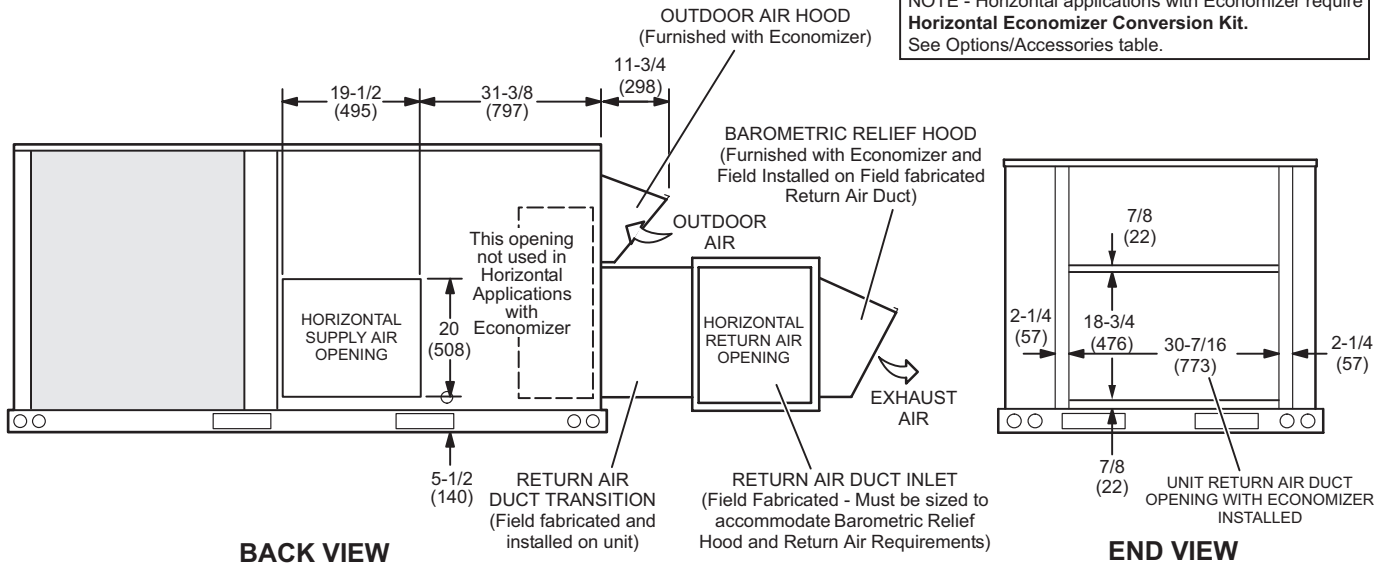 NOTE - Horizontal applications with Economizer require
Horizontal Economizer Conversion Kit.
See Options/Accessories table.
OUTDOOR AIR HOOD
(Furnished with Economizer)
11-3/4
(298)
19-1/2
(495)
31-3/8
(797)
BAROMETRIC RELIEF HOOD
(Furnished with Economizer and
Field Installed on Field fabricated
Return Air Duct)
OUTDOOR
AIR
This opening
not used in
Horizontal
Applications
with
Economizer
HORIZONTAL
SUPPLY AIR
OPENING
20
(508)
HORIZONTAL
RETURN AIR
OPENING
EXHAUST
AIR
5-1/2
(140)
RETURN AIR
DUCT TRANSITION
(Field fabricated and
installed on unit)
RETURN AIR DUCT INLET
(Field Fabricated - Must be sized to
accommodate Barometric Relief
Hood and Return Air Requirements)
BACK VIEW
7/8
(22)
2-1/4
(57)
18-3/4
(476)
30-7/16
(773)
2-1/4
(57)
7/8
(22)
UNIT RETURN AIR DUCT
OPENING WITH ECONOMIZER
INSTALLED
END VIEW